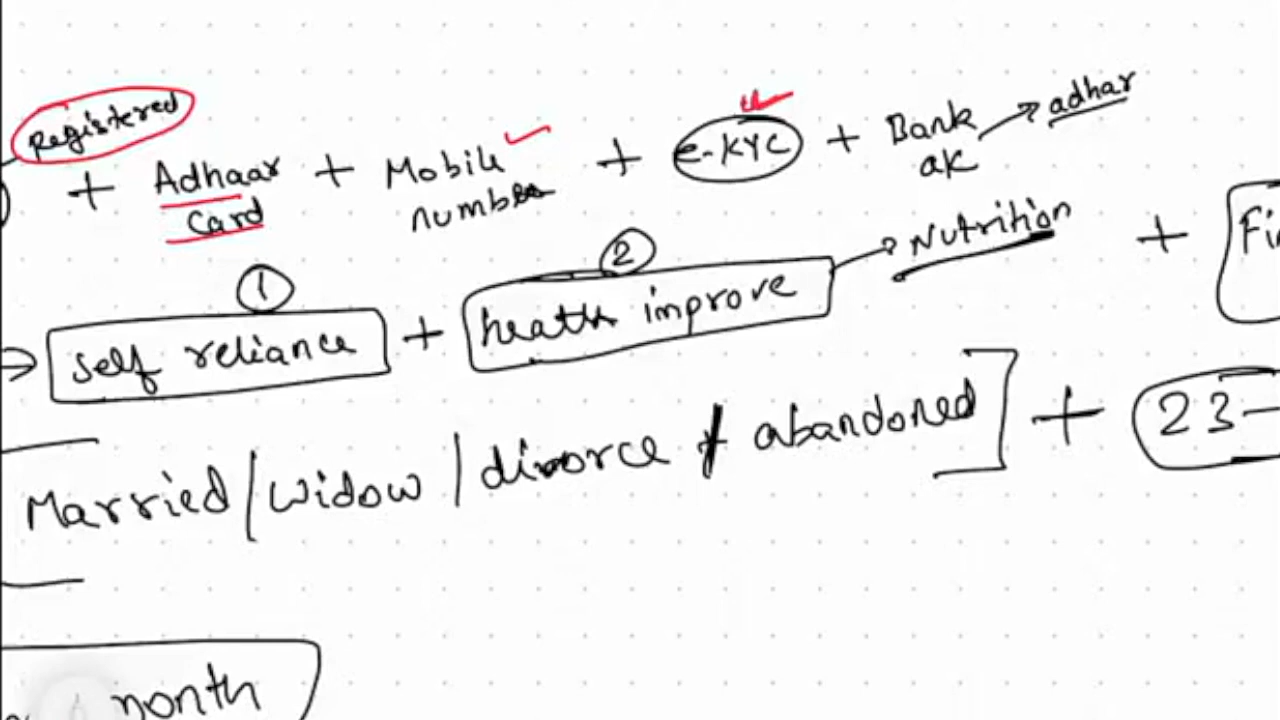 Registered
+ Adhaar + Mobile + e-KYC + Bank → adhar
card number ak
1 2
self reliance + heath improve → Nutrition + Fi
Married/widow/divorce / abandoned] + 23-
month